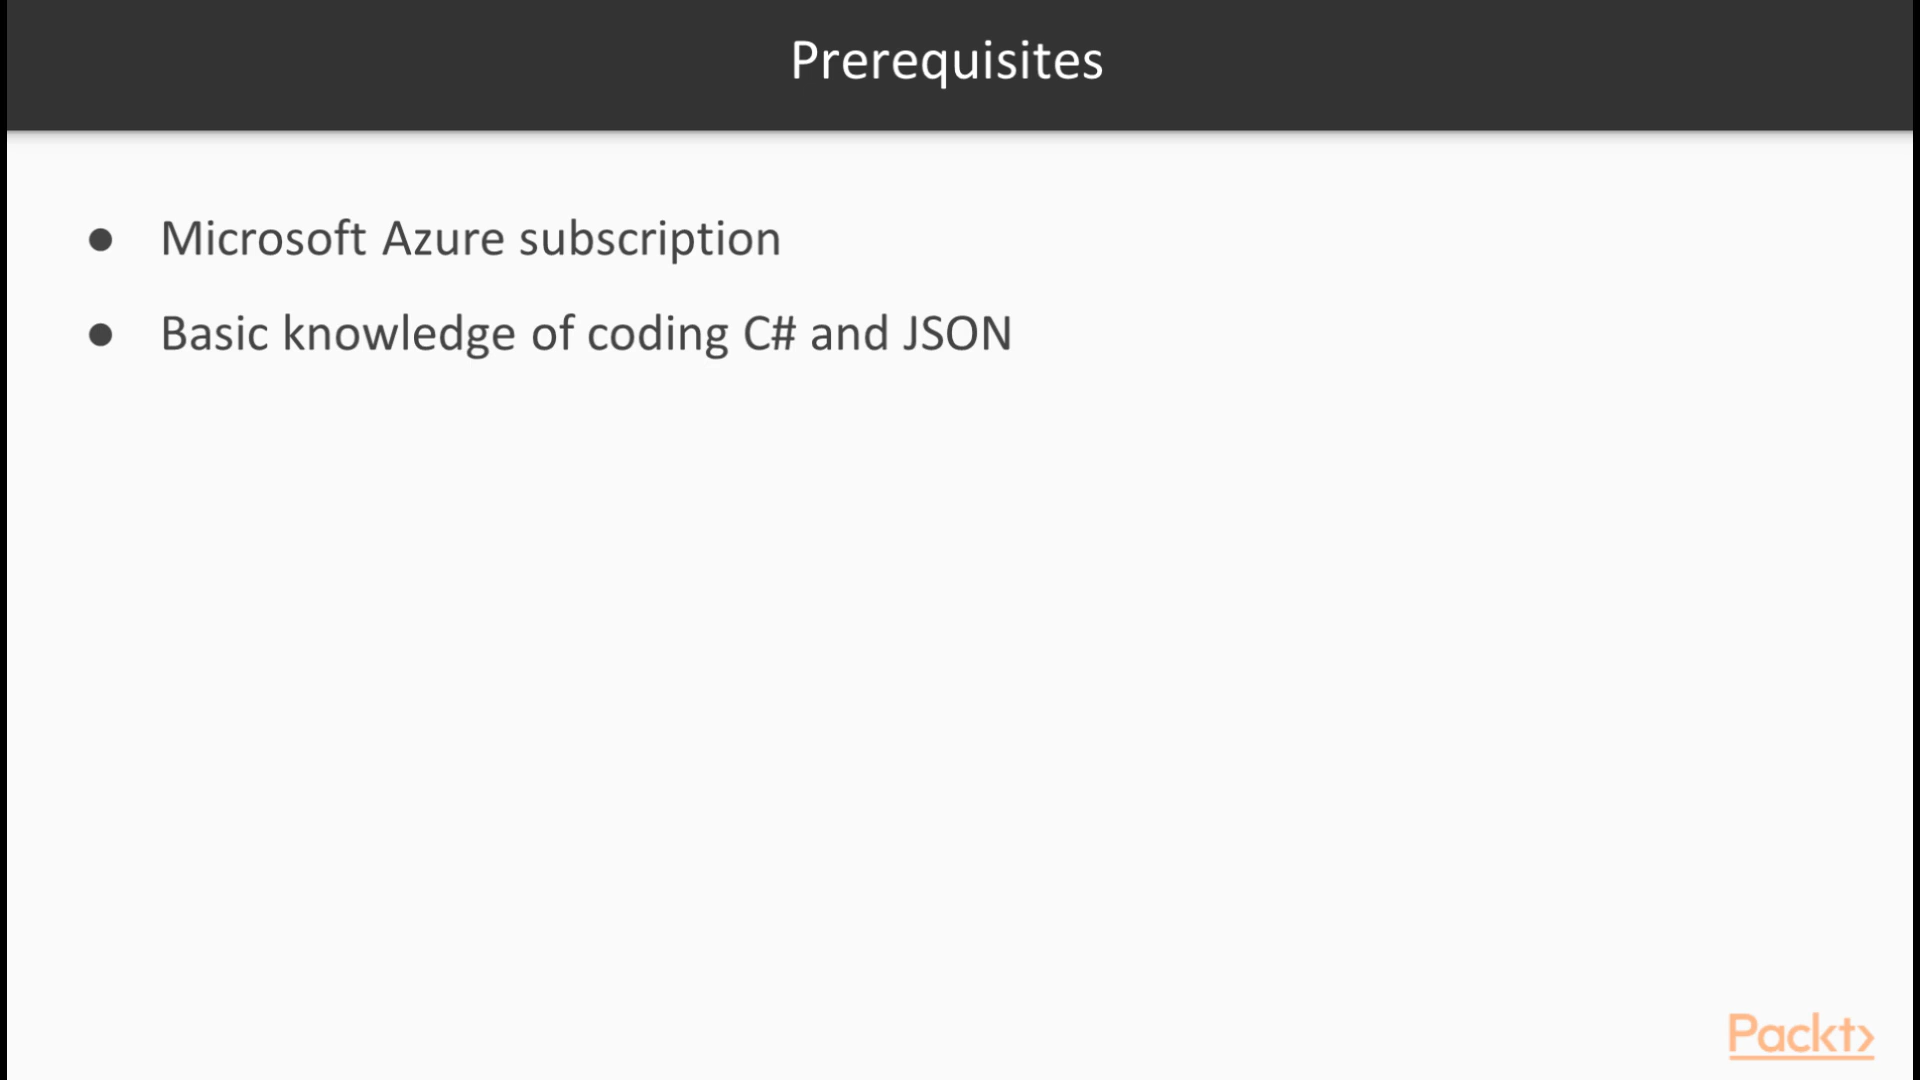 Prerequisites
● Microsoft Azure subscription
● Basic knowledge of coding C# and JSON
Packt>